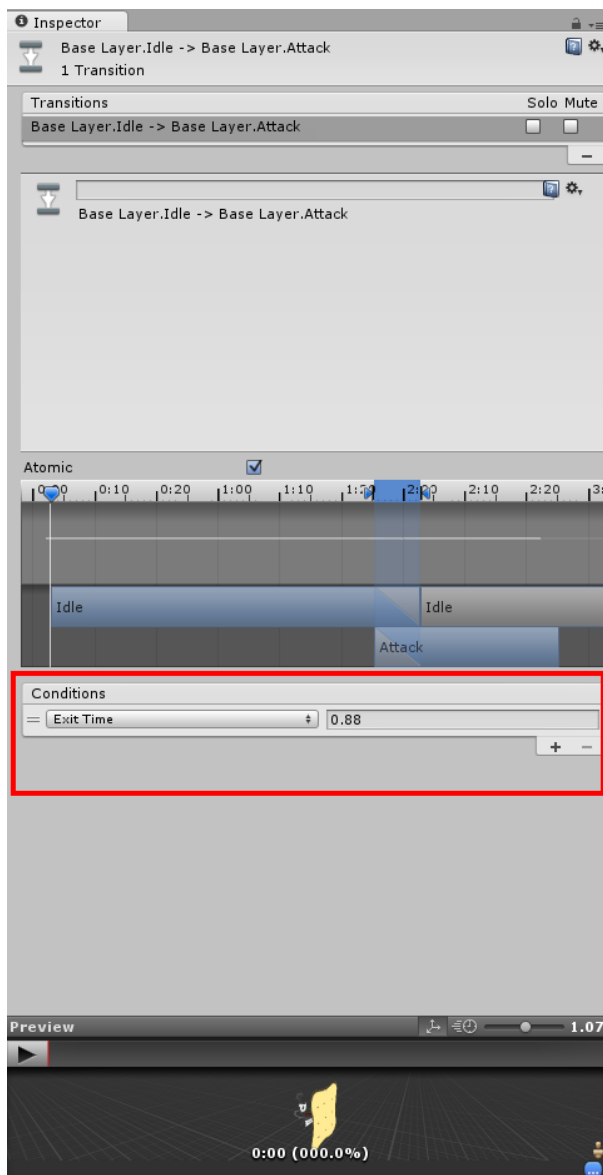 Inspector
Base Layer.Idle -> Base Layer.Attack
1 Transition
Transitions Solo Mute
Base Layer.Idle -> Base Layer.Attack
Base Layer.Idle -> Base Layer.Attack
Atomic
0:10 0:20 1:00 1:10 2:10 2:20
Idle Idle
Attack
Conditions
Exit Time 0.88
Preview 1.07
0:00 (000.0%)